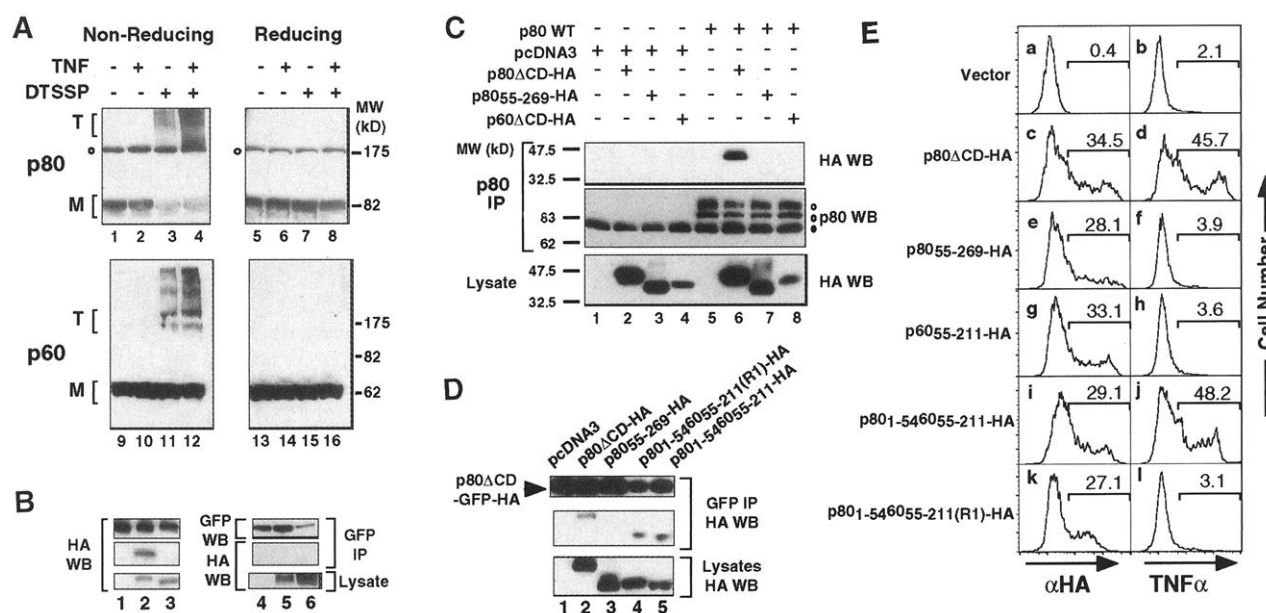 A
Non-Reducing Reducing
TNF - + - + - + - +
DTSSP - - + + - - + +
MW (kD)
T
p80
M
175
82
1 2 3 4 5 6 7 8
T
p60
M
175
82
62
9 10 11 12 13 14 15 16
B
HA WB
GFP WB
HA WB
GFP IP
Lysate
1 2 3 4 5 6
C
p80 WT - - - - + + + +
pcDNA3 + + + + - - - -
p80ΔCD-HA - + - - - + - -
p8055-269-HA - - + - - - + -
p60ΔCD-HA - - - + - - - +
MW (kD)
47.5
32.5
HA WB
p80 IP
83
62
p80 WB
Lysate
47.5
32.5
HA WB
1 2 3 4 5 6 7 8
D
pcDNA3
p80ΔCD-HA
p8055-269-HA
p801-546055-211(R1)-HA
p801-546055-211-HA
p80ΔCD
-GFP-HA
GFP IP
HA WB
Lysates
HA WB
1 2 3 4 5
E
Vector
a 0.4
b 2.1
p80ΔCD-HA
c 34.5
d 45.7
p8055-269-HA
e 28.1
f 3.9
p6055-211-HA
g 33.1
h 3.6
p801-546055-211-HA
i 29.1
j 48.2
p801-546055-211(R1)-HA
k 27.1
l 3.1
αHA
TNFα
Cell Number